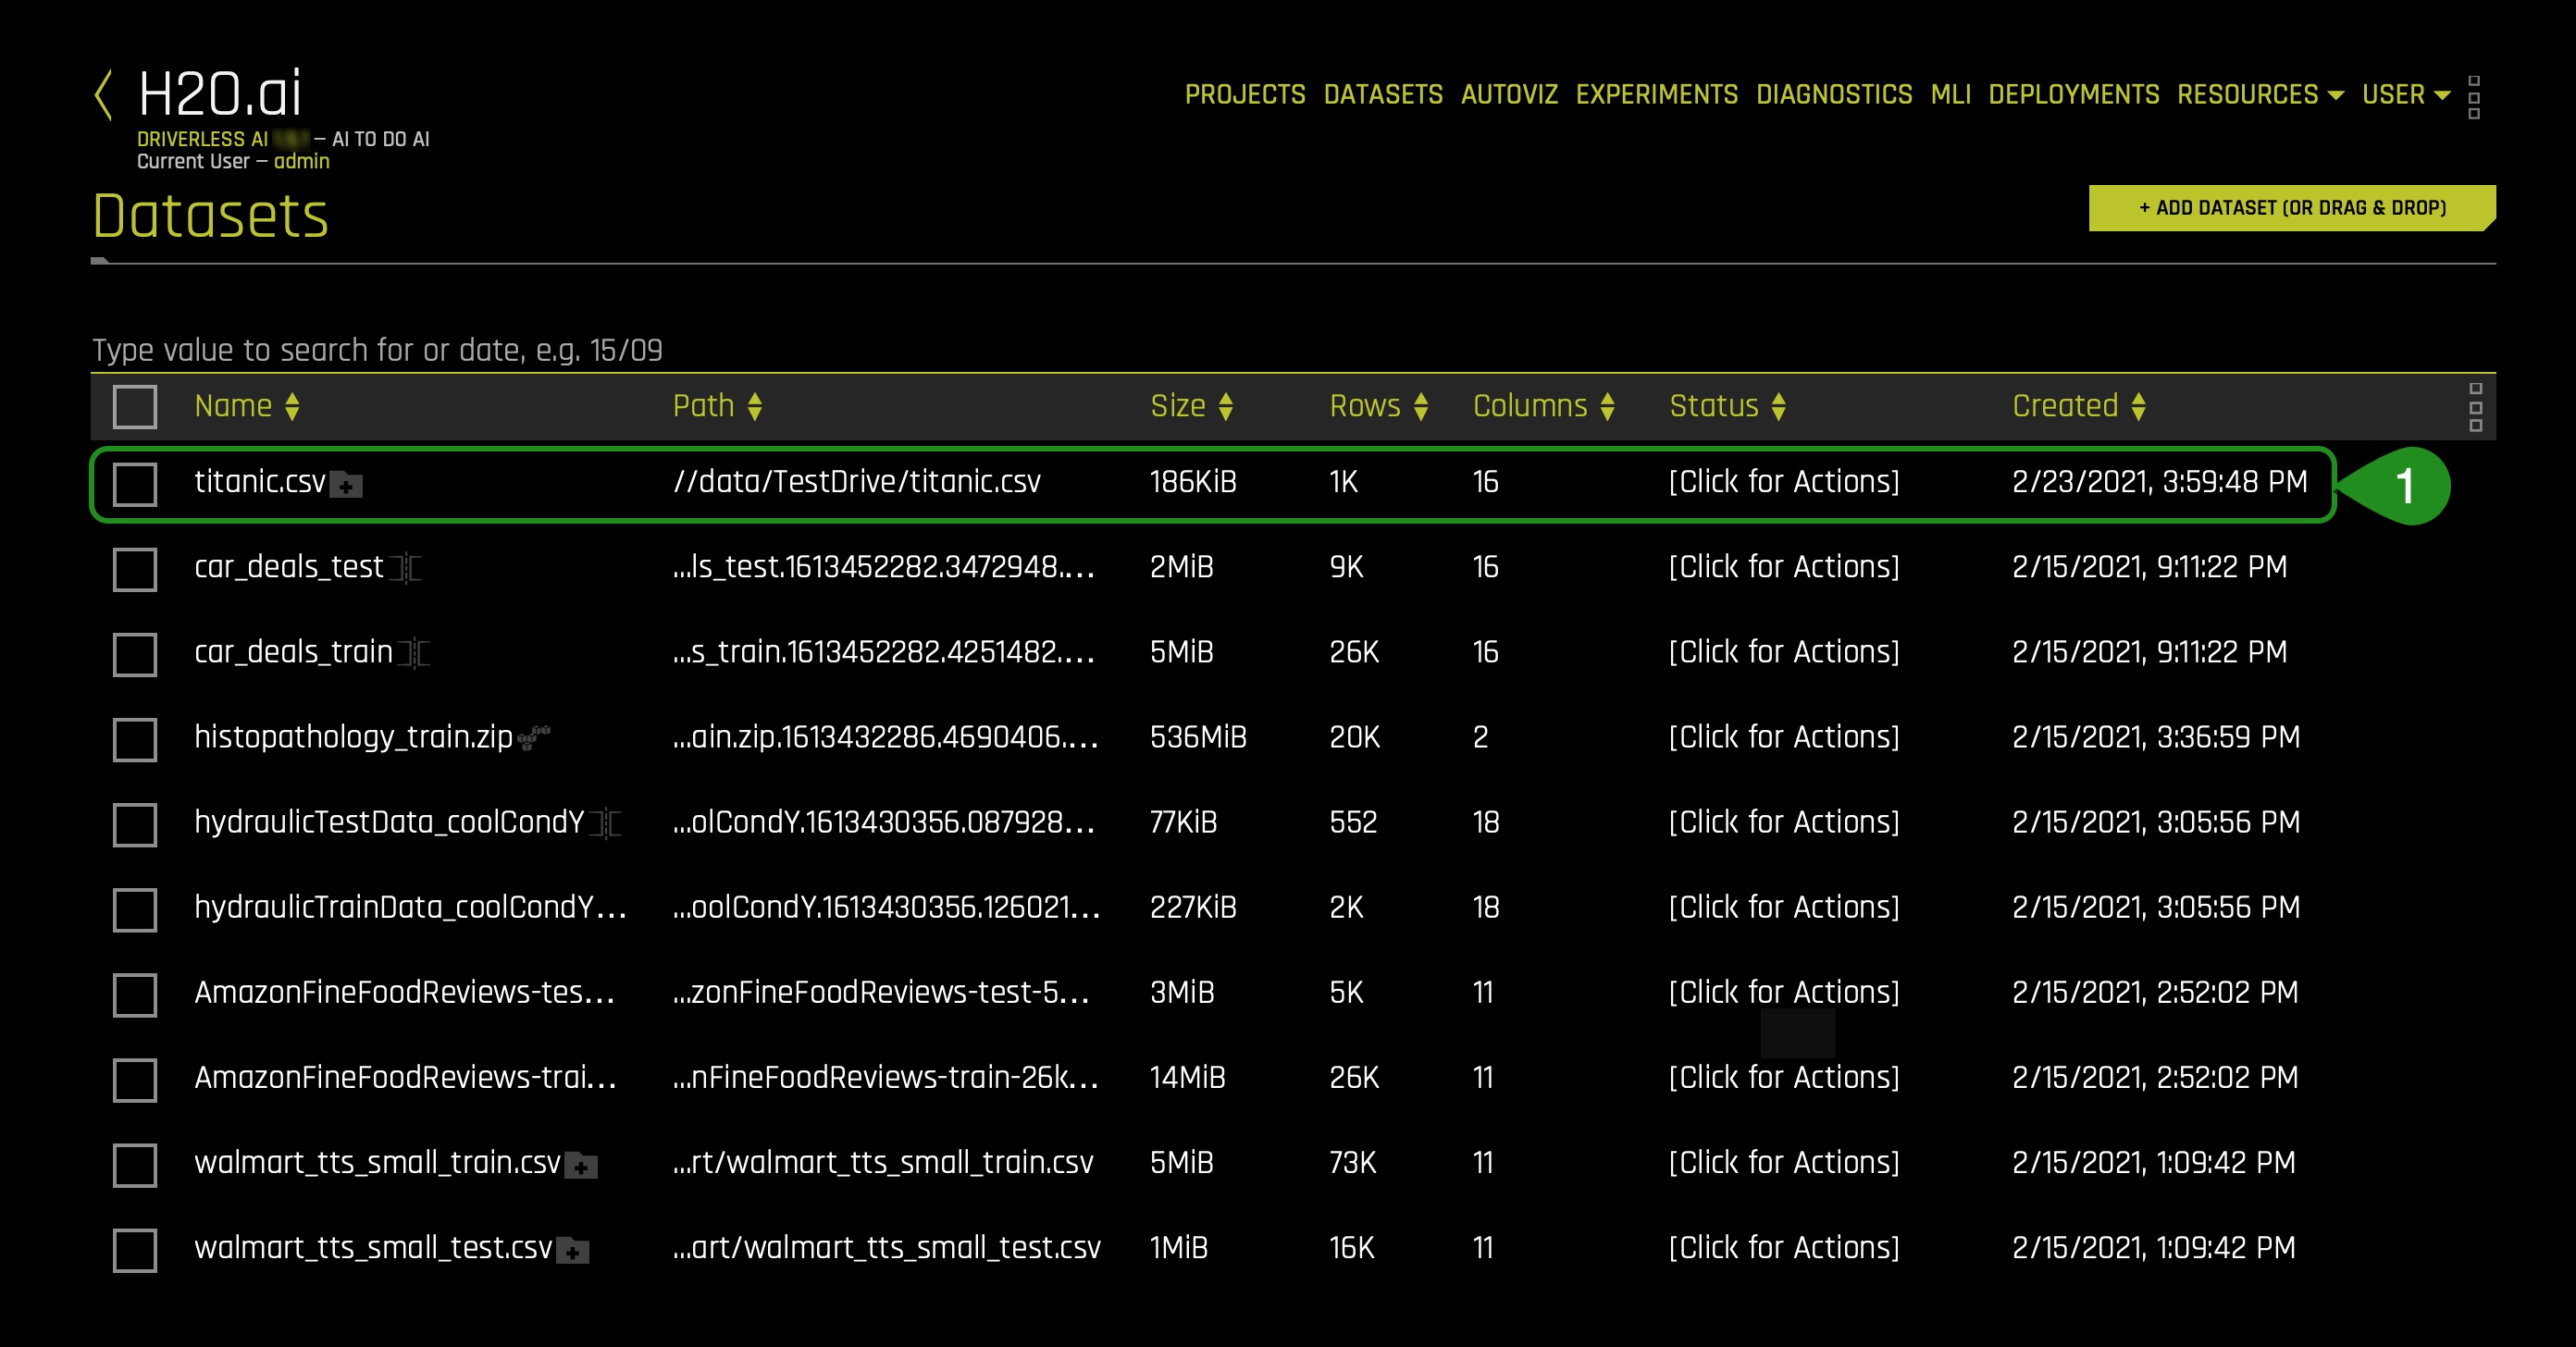 H2O.ai
PROJECTS DATASETS AUTOVIZ EXPERIMENTS DIAGNOSTICS MLI DEPLOYMENTS RESOURCES USER
DRIVERLESS AI – AI TO DO AI
Current User – admin
Datasets
+ ADD DATASET (OR DRAG & DROP)
Type value to search for or date, e.g. 15/09
Name Path Size Rows Columns Status Created
titanic.csv //data/TestDrive/titanic.csv 186KiB 1K 16 [Click for Actions] 2/23/2021, 3:59:48 PM 1
car_deals_test ...ls_test.1613452282.3472948.... 2MiB 9K 16 [Click for Actions] 2/15/2021, 9:11:22 PM
car_deals_train ...s_train.1613452282.4251482.... 5MiB 26K 16 [Click for Actions] 2/15/2021, 9:11:22 PM
histopathology_train.zip ...ain.zip.1613432286.4690406.... 536MiB 20K 2 [Click for Actions] 2/15/2021, 3:36:59 PM
hydraulicTestData_coolCondY ...olCondY.1613430356.087928... 77KiB 552 18 [Click for Actions] 2/15/2021, 3:05:56 PM
hydraulicTrainData_coolCondY... ...oolCondY.1613430356.126021... 227KiB 2K 18 [Click for Actions] 2/15/2021, 3:05:56 PM
AmazonFineFoodReviews-tes... ...zonFineFoodReviews-test-5... 3MiB 5K 11 [Click for Actions] 2/15/2021, 2:52:02 PM
AmazonFineFoodReviews-trai... ...nFineFoodReviews-train-26k... 14MiB 26K 11 [Click for Actions] 2/15/2021, 2:52:02 PM
walmart_tts_small_train.csv ...rt/walmart_tts_small_train.csv 5MiB 73K 11 [Click for Actions] 2/15/2021, 1:09:42 PM
walmart_tts_small_test.csv ...art/walmart_tts_small_test.csv 1MiB 16K 11 [Click for Actions] 2/15/2021, 1:09:42 PM